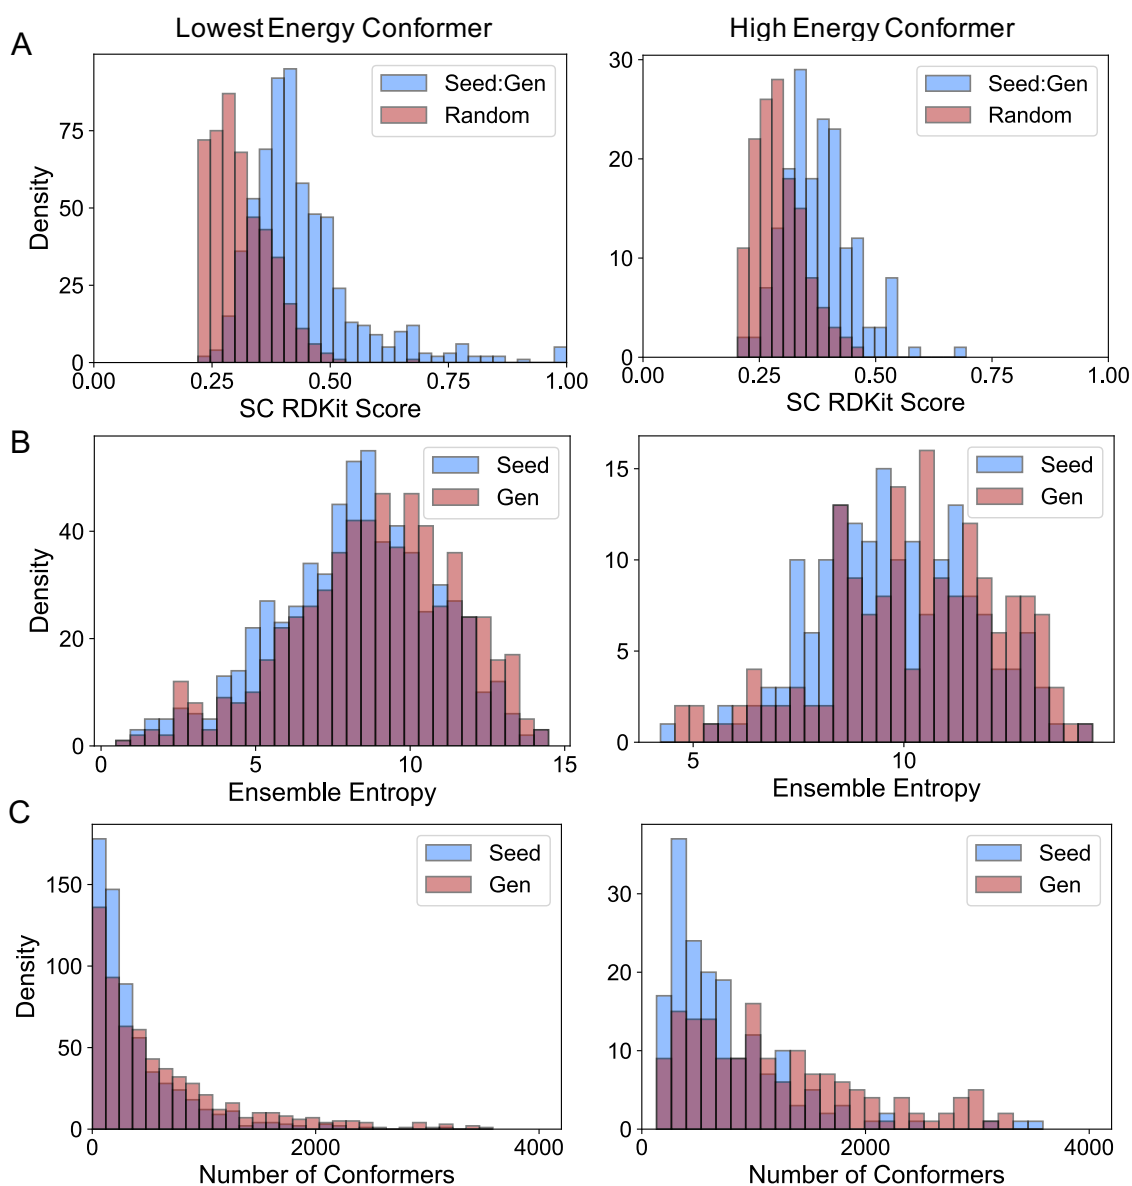 Lowest Energy Conformer
High Energy Conformer
A
Density
75
50
25
0
0.00
0.25
0.50
0.75
1.00
SC RDKit Score
Seed:Gen
Random
30
20
10
0
0.00
0.25
0.50
0.75
1.00
SC RDKit Score
Seed:Gen
Random
B
Density
40
20
0
0
5
10
15
Ensemble Entropy
Seed
Gen
15
10
5
0
5
10
Ensemble Entropy
Seed
Gen
C
Density
150
100
50
0
0
2000
4000
Number of Conformers
Seed
Gen
30
20
10
0
0
2000
4000
Number of Conformers
Seed
Gen